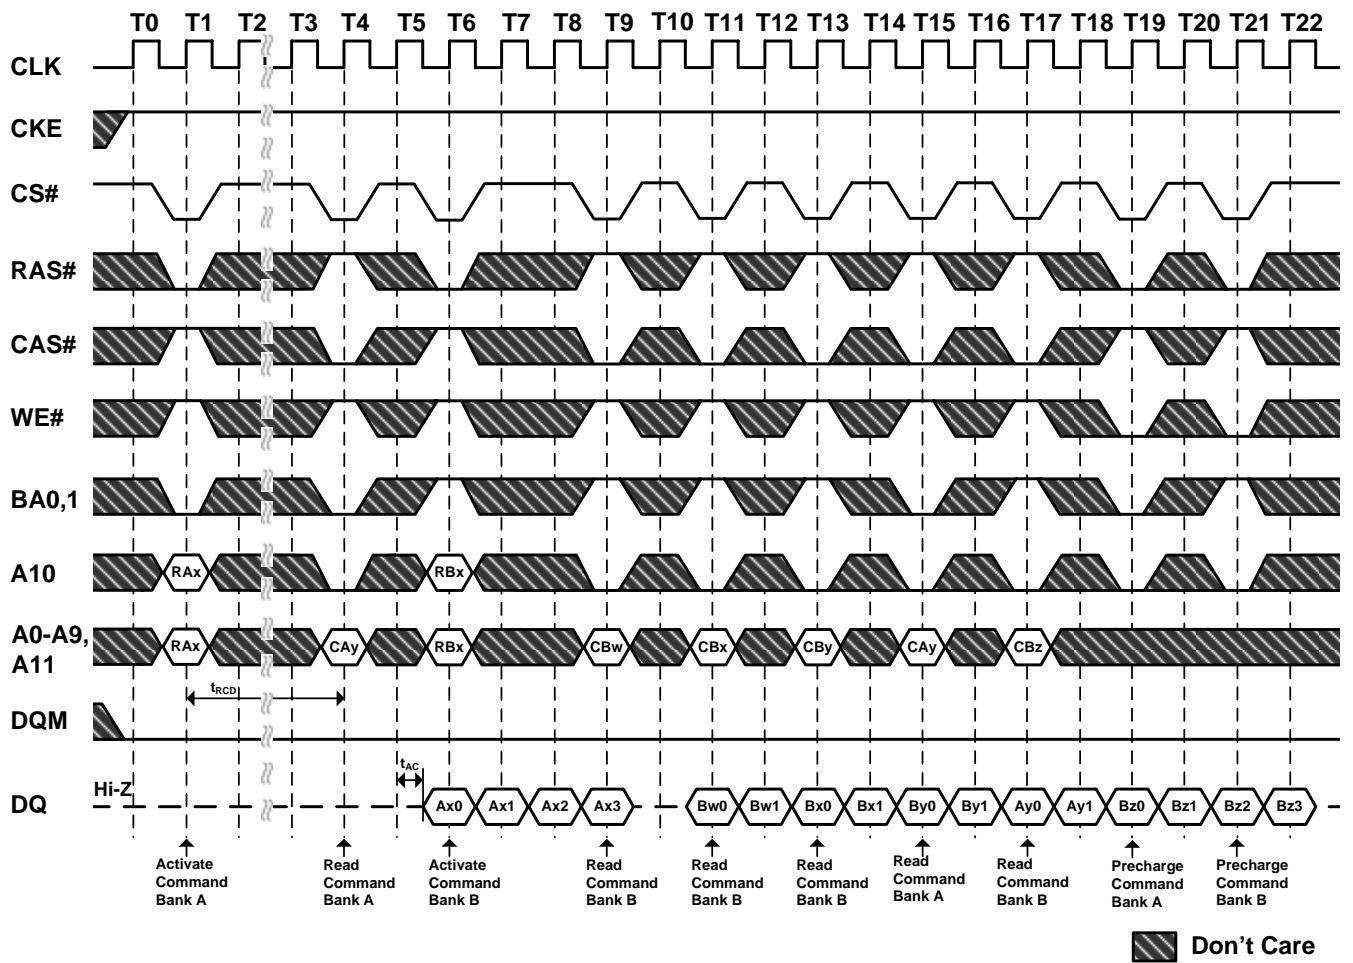 T0 T1 T2 T3 T4 T5 T6 T7 T8 T9 T10 T11 T12 T13 T14 T15 T16 T17 T18 T19 T20 T21 T22
CLK
CKE
CS#
RAS#
CAS#
WE#
BA0,1
A10 RAx RBx
A0-A9,
A11 RAx CAy RBx CBw CBx CBy CAy CBz
tRCD
DQM
tAC
Hi-Z
DQ Ax0 Ax1 Ax2 Ax3 Bw0 Bw1 Bx0 Bx1 By0 By1 Ay0 Ay1 Bz0 Bz1 Bz2 Bz3
Activate
Command
Bank A
Read
Command
Bank A
Activate
Command
Bank B
Read
Command
Bank B
Read
Command
Bank B
Read
Command
Bank B
Read
Command
Bank A
Read
Command
Bank B
Precharge
Command
Bank A
Precharge
Command
Bank B
Don't Care